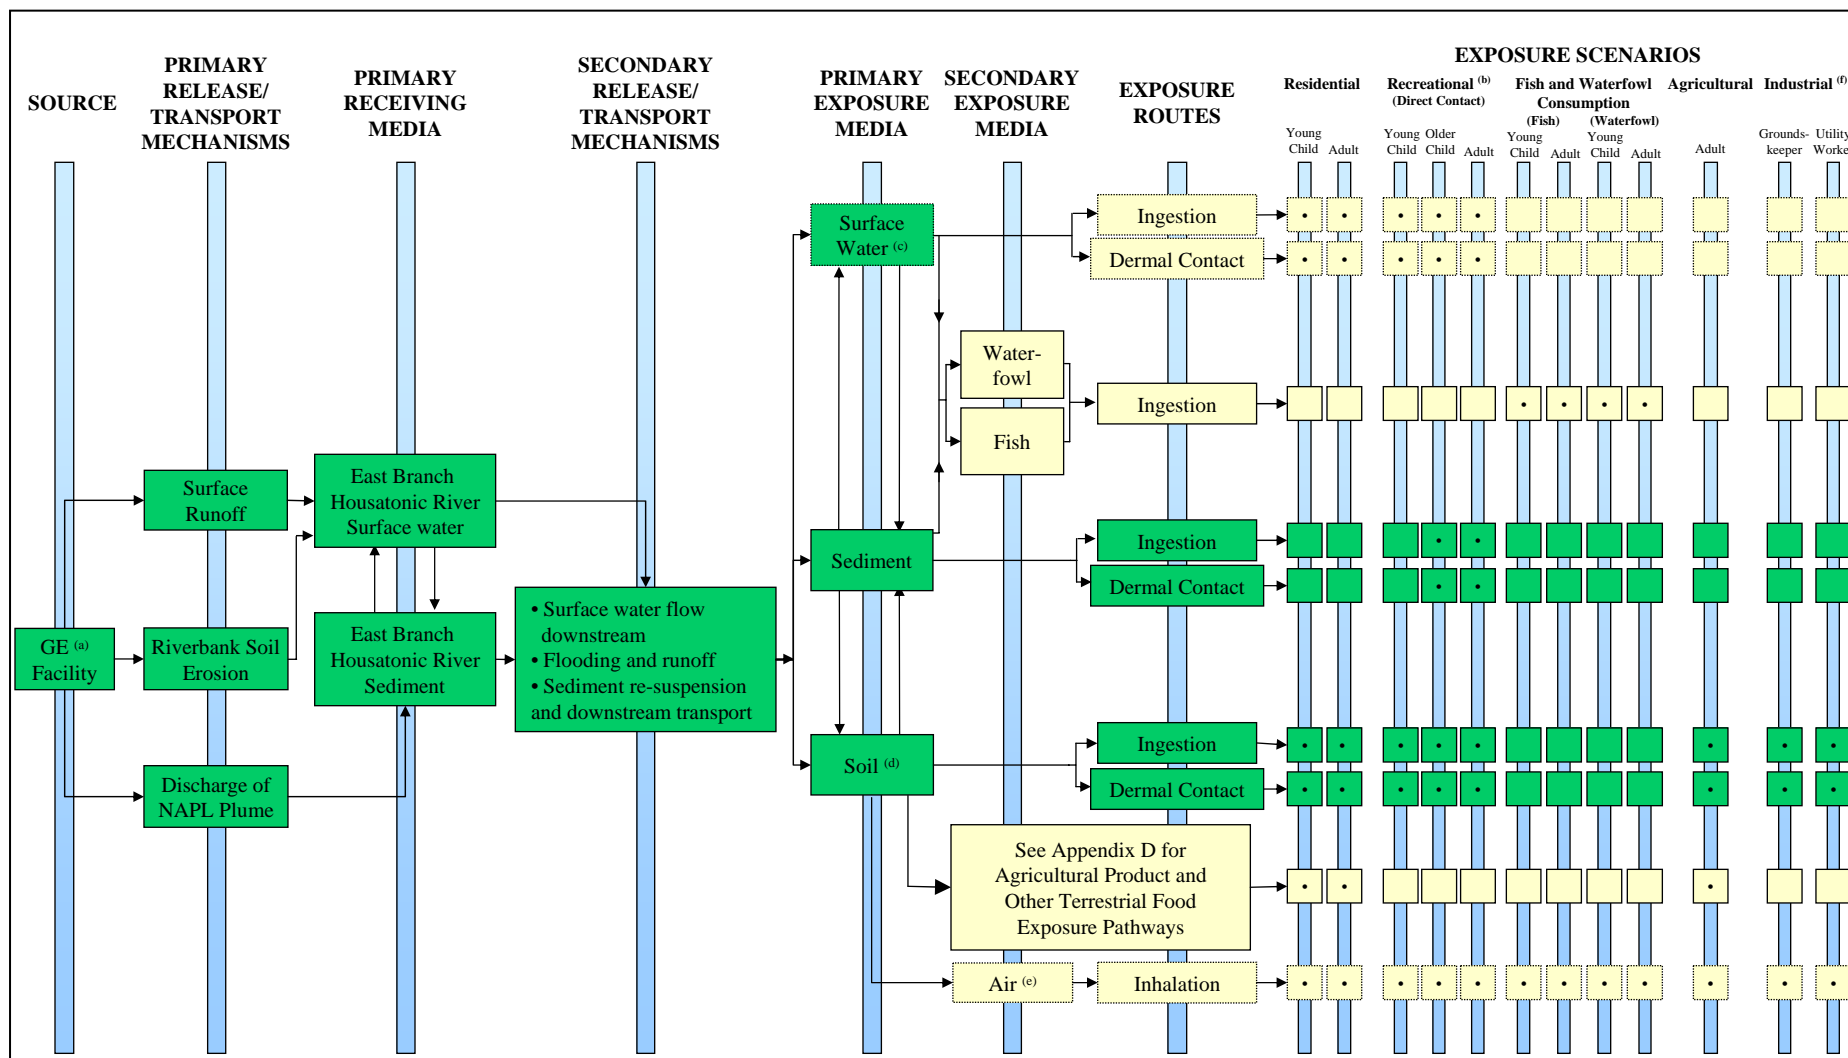 EXPOSURE SCENARIOS
SOURCE
PRIMARY
RELEASE/
TRANSPORT
MECHANISMS
PRIMARY
RECEIVING
MEDIA
SECONDARY
RELEASE/
TRANSPORT
MECHANISMS
PRIMARY
EXPOSURE
MEDIA
SECONDARY
EXPOSURE
MEDIA
EXPOSURE
ROUTES
Residential
Young
Child
Adult
Recreational (b)
(Direct Contact)
Young
Child
Older
Child
Adult
Fish and Waterfowl
Consumption
(Fish)
(Waterfowl)
Young
Child
Adult
Young
Child
Adult
Agricultural
Adult
Industrial (f)
Grounds-
keeper
Utility
Worke
GE (a)
Facility
Surface
Runoff
Riverbank Soil
Erosion
Discharge of
NAPL Plume
East Branch
Housatonic River
Surface water
East Branch
Housatonic River
Sediment
• Surface water flow
downstream
• Flooding and runoff
• Sediment re-suspension
and downstream transport
Surface
Water (c)
Sediment
Soil (d)
Water-
fowl
Fish
See Appendix D for
Agricultural Product and
Other Terrestrial Food
Exposure Pathways
Air (e)
Ingestion
Dermal Contact
Ingestion
Ingestion
Dermal Contact
Ingestion
Dermal Contact
Inhalation